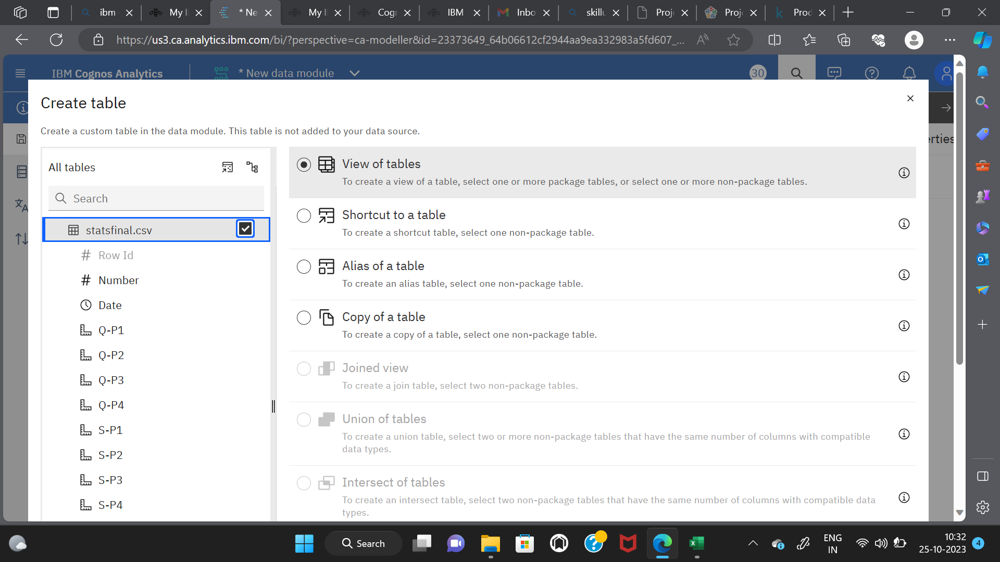 ibm
My I
* Ne
My I
Cog
IBM
Inbo
skillu
Proj
Proj
Proc
https://us3.ca.analytics.ibm.com/bi/?perspective=ca-modeller&id=23373649_64b06612cf2944aa9ea332983a5fd607_...
IBM Cognos Analytics
* New data module
30
Create table
Create a custom table in the data module. This table is not added to your data source.
erties
All tables
Search
statsfinal.csv
Row Id
Number
Date
Q-P1
Q-P2
Q-P3
Q-P4
S-P1
S-P2
S-P3
S-P4
View of tables
To create a view of a table, select one or more package tables, or select one or more non-package tables.
Shortcut to a table
To create a shortcut table, select one non-package table.
Alias of a table
To create an alias table, select one non-package table.
Copy of a table
To create a copy of a table, select one non-package table.
Joined view
To create a join table, select two non-package tables.
Union of tables
To create a union table, select two or more non-package tables that have the same number of columns with compatible
data types.
Intersect of tables
To create an intersect table, select two non-package tables that have the same number of columns with compatible data
types.
Search
ENG
IN
10:32
25-10-2023
4